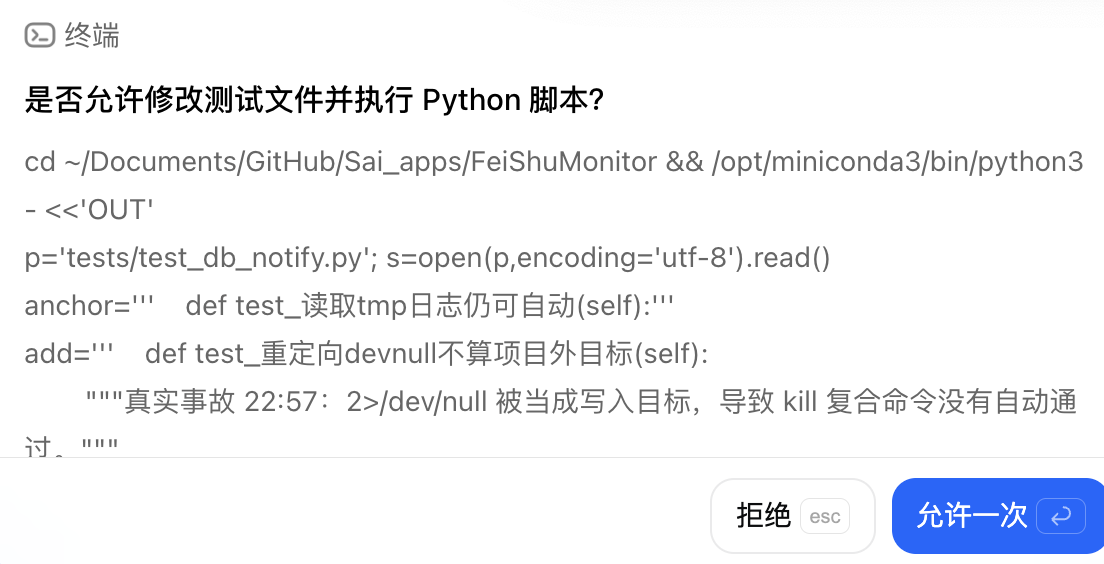 终端
是否允许修改测试文件并执行 Python 脚本?
cd ~/Documents/GitHub/Sai_apps/FeiShuMonitor && /opt/miniconda3/bin/python3
- <<'OUT'
p='tests/test_db_notify.py'; s=open(p,encoding='utf-8').read()
anchor='''    def test_读取tmp日志仍可自动(self):'''
add='''    def test_重定向devnull不算项目外目标(self):
        """真实事故 22:57：2>/dev/null 被当成写入目标，导致 kill 复合命令没有自动通
过。"""
拒绝 esc
允许一次